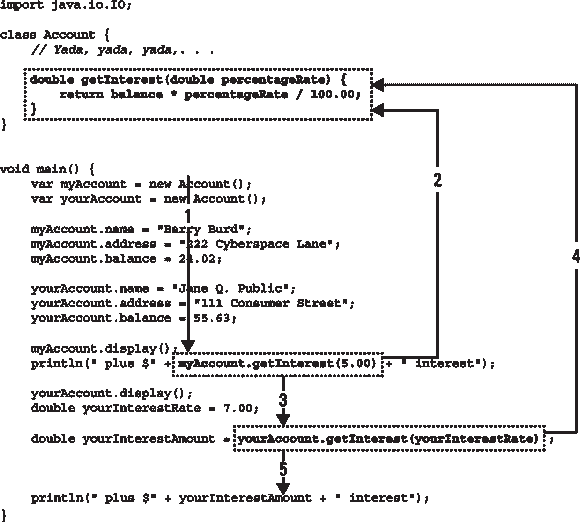 import java.io.IO;
class Account {
// Yada, yada, yada,. . .
double getInterest(double percentageRate) {
return balance * percentageRate / 100.00;
}
}
void main() {
var myAccount = new Account();
var yourAccount = new Account();
1
2
myAccount.name = "Barry Burd";
myAccount.address = "222 Cyberspace Lane";
myAccount.balance = 24.02;
4
yourAccount.name = "Jane Q. Public";
yourAccount.address = "111 Consumer Street";
yourAccount.balance = 55.63;
myAccount.display();
println(" plus $" + myAccount.getInterest(5.00) + " interest");
yourAccount.display();
3
double yourInterestRate = 7.00;
double yourInterestAmount = yourAccount.getInterest(yourInterestRate) ;
5
println(" plus $" + yourInterestAmount + " interest");
}